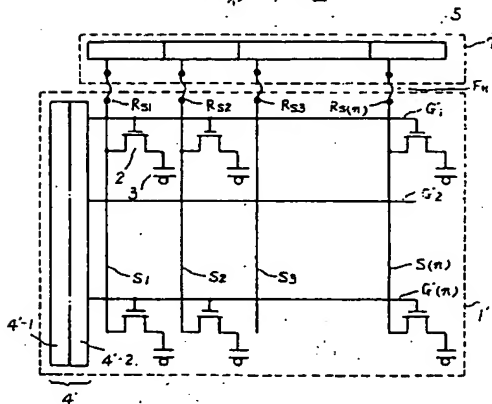 5
7
Fn
RS1 RS2 RS3 RS(n)
G'1
2
3
G'2
S1 S2 S3 S(n)
G'(n)
1'
4'-1
4'-2
4'